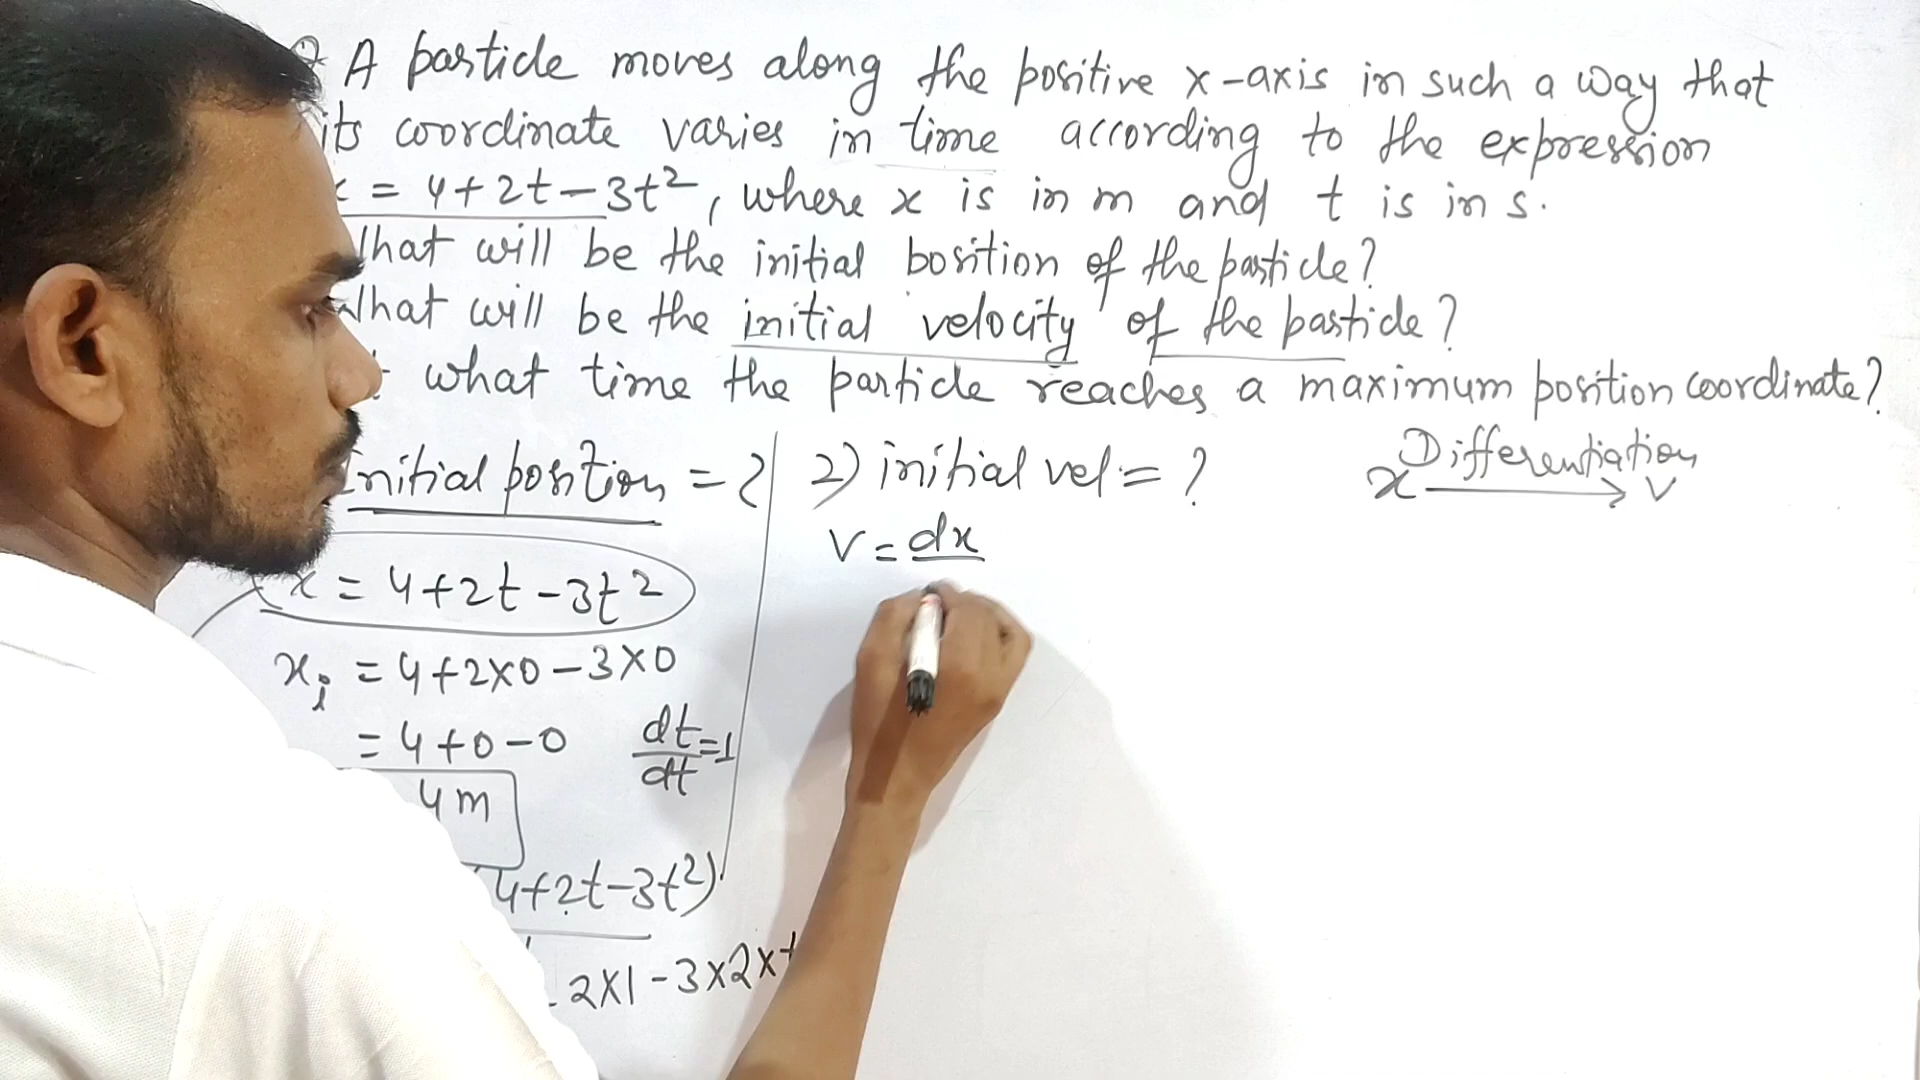 A particle moves along the positive x-axis in such a way that
its coordinate varies in time according to the expression
x = 4+2t-3t², where x is in m and t is in s.
What will be the initial position of the particle?
What will be the initial velocity of the particle?
what time the particle reaches a maximum position coordinate?
Initial position = ?
x = 4+2t-3t²
xᵢ = 4+2×0-3×0
= 4+0-0
4m
dt/dt=1
4+2t-3t²)
2×1-3×2×t
2) initial vel = ?
V = dx
Differentiation
x → v